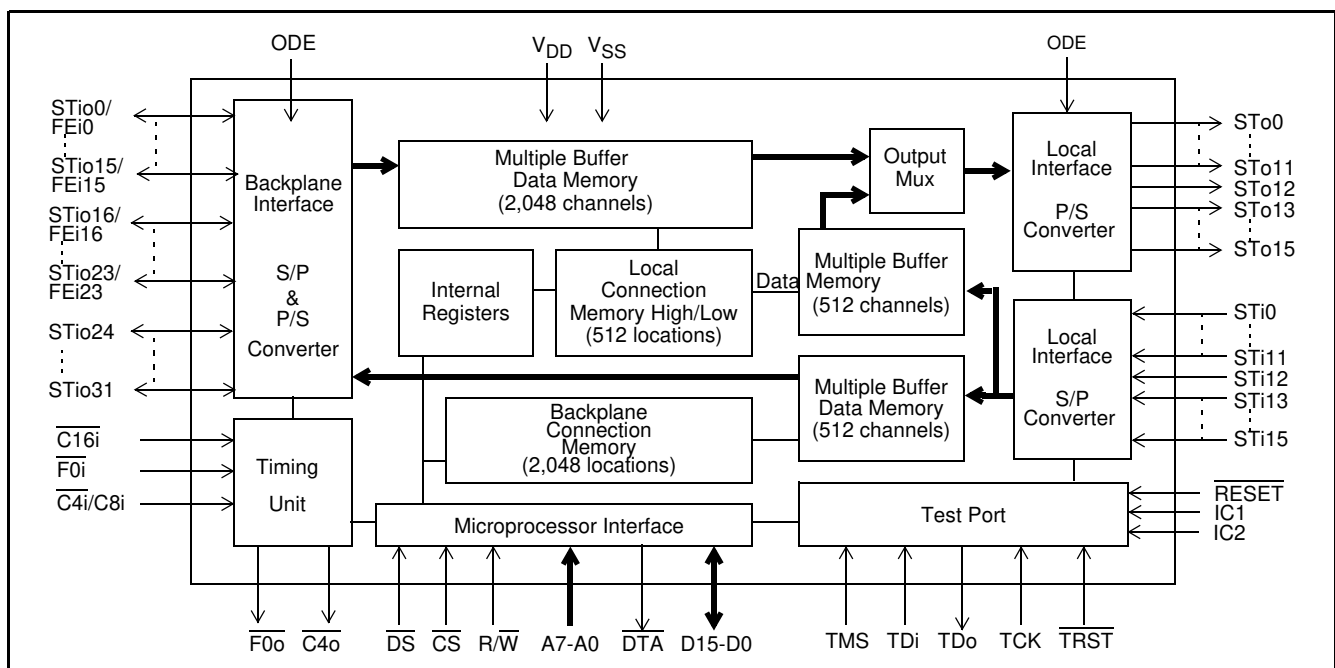 ODE
VDD
VSS
ODE
STio0/
FEi0
STio15/
FEi15
STio16/
FEi16
STio23/
FEi23
STio24
STio31
C16i
F0i
C4i/C8i
Backplane
Interface
S/P
&
P/S
Converter
Timing
Unit
Multiple Buffer
Data Memory
(2,048 channels)
Internal
Registers
Local
Connection
Memory High/Low
(512 locations)
Output
Mux
Multiple Buffer
Data Memory
(512 channels)
Multiple Buffer
Data Memory
(512 channels)
Backplane
Connection
Memory
(2,048 locations)
Microprocessor Interface
Local
Interface
P/S
Converter
Local
Interface
S/P
Converter
Test Port
STo0
STo11
STo12
STo13
STo15
STi0
STi11
STi12
STi13
STi15
RESET
IC1
IC2
F0o
C4o
DS
CS
R/W
A7-A0
DTA
D15-D0
TMS
TDi
TDo
TCK
TRST